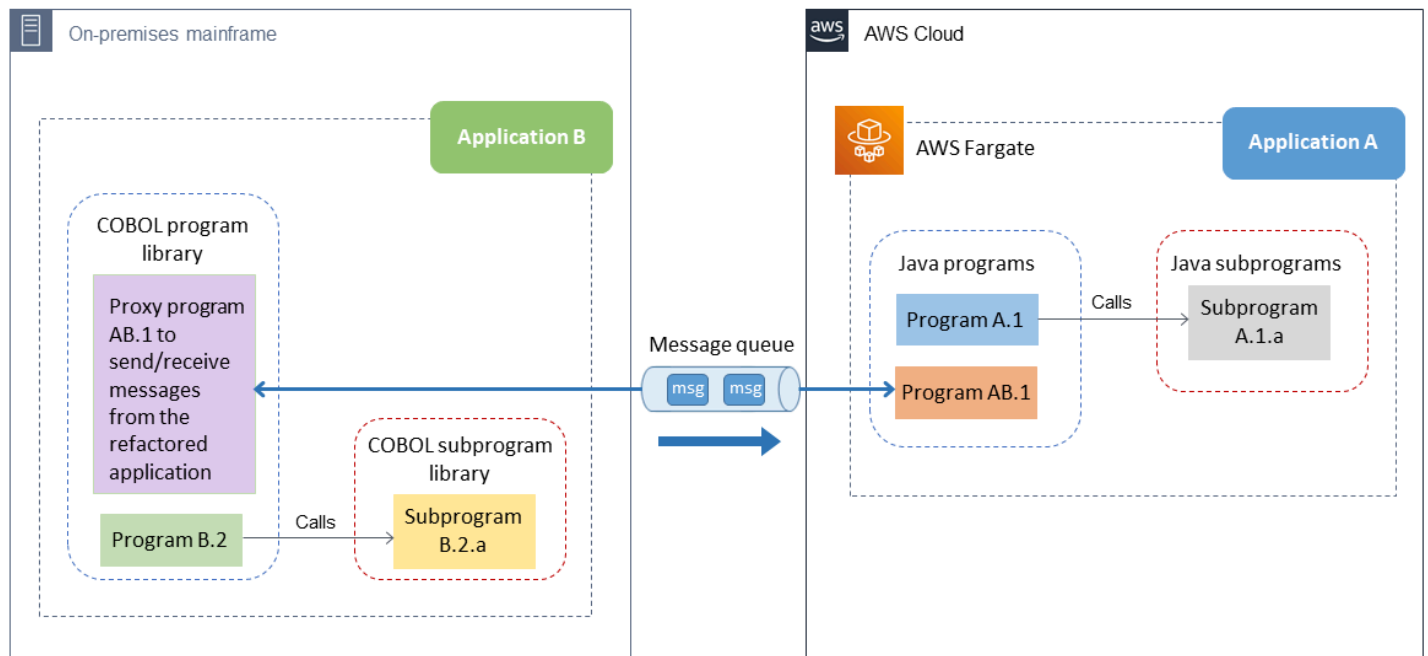 On-premises mainframe
aws
AWS Cloud
Application B
AWS Fargate
Application A
COBOL program
library
Proxy program
AB.1 to
send/receive
messages
from the
refactored
application
Program B.2
Calls
COBOL subprogram
library
Subprogram
B.2.a
Message queue
msg
msg
Java programs
Program A.1
Program AB.1
Calls
Java subprograms
Subprogram
A.1.a